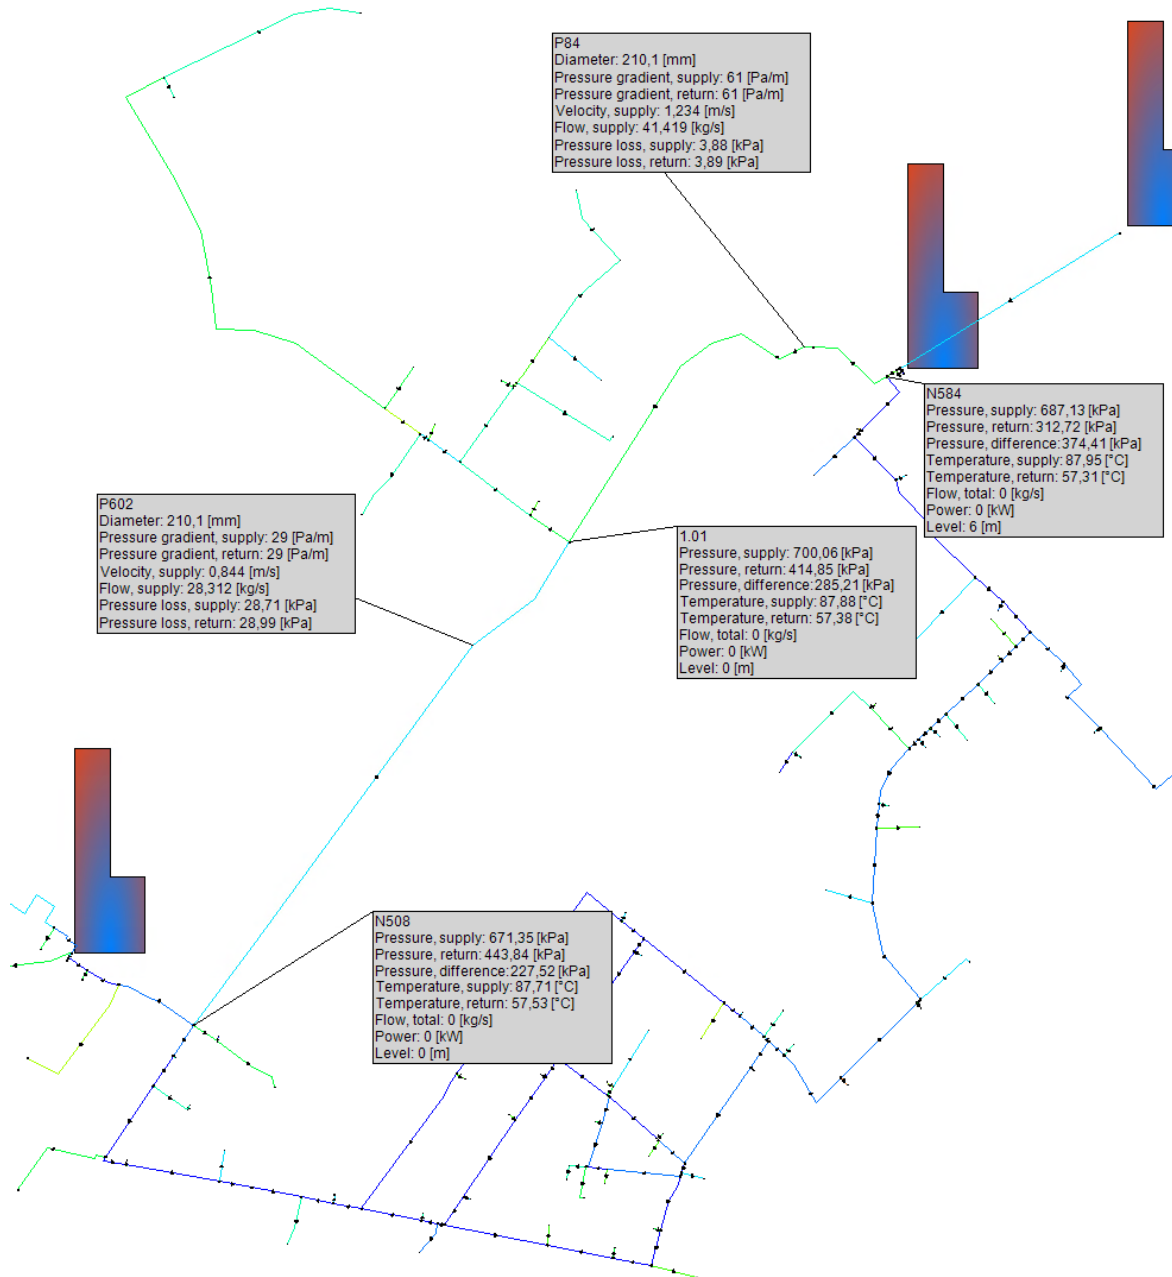 P84
Diameter: 210,1 [mm]
Pressure gradient, supply: 61 [Pa/m]
Pressure gradient, return: 61 [Pa/m]
Velocity, supply: 1,234 [m/s]
Flow, supply: 41,419 [kg/s]
Pressure loss, supply: 3,88 [kPa]
Pressure loss, return: 3,89 [kPa]
N584
Pressure, supply: 687,13 [kPa]
Pressure, return: 312,72 [kPa]
Pressure, difference: 374,41 [kPa]
Temperature, supply: 87,95 [°C]
Temperature, return: 57,31 [°C]
Flow, total: 0 [kg/s]
Power: 0 [kW]
Level: 6 [m]
P602
Diameter: 210,1 [mm]
Pressure gradient, supply: 29 [Pa/m]
Pressure gradient, return: 29 [Pa/m]
Velocity, supply: 0,844 [m/s]
Flow, supply: 28,312 [kg/s]
Pressure loss, supply: 28,71 [kPa]
Pressure loss, return: 28,99 [kPa]
1.01
Pressure, supply: 700,06 [kPa]
Pressure, return: 414,85 [kPa]
Pressure, difference: 285,21 [kPa]
Temperature, supply: 87,88 [°C]
Temperature, return: 57,38 [°C]
Flow, total: 0 [kg/s]
Power: 0 [kW]
Level: 0 [m]
N508
Pressure, supply: 671,35 [kPa]
Pressure, return: 443,84 [kPa]
Pressure, difference: 227,52 [kPa]
Temperature, supply: 87,71 [°C]
Temperature, return: 57,53 [°C]
Flow, total: 0 [kg/s]
Power: 0 [kW]
Level: 0 [m]